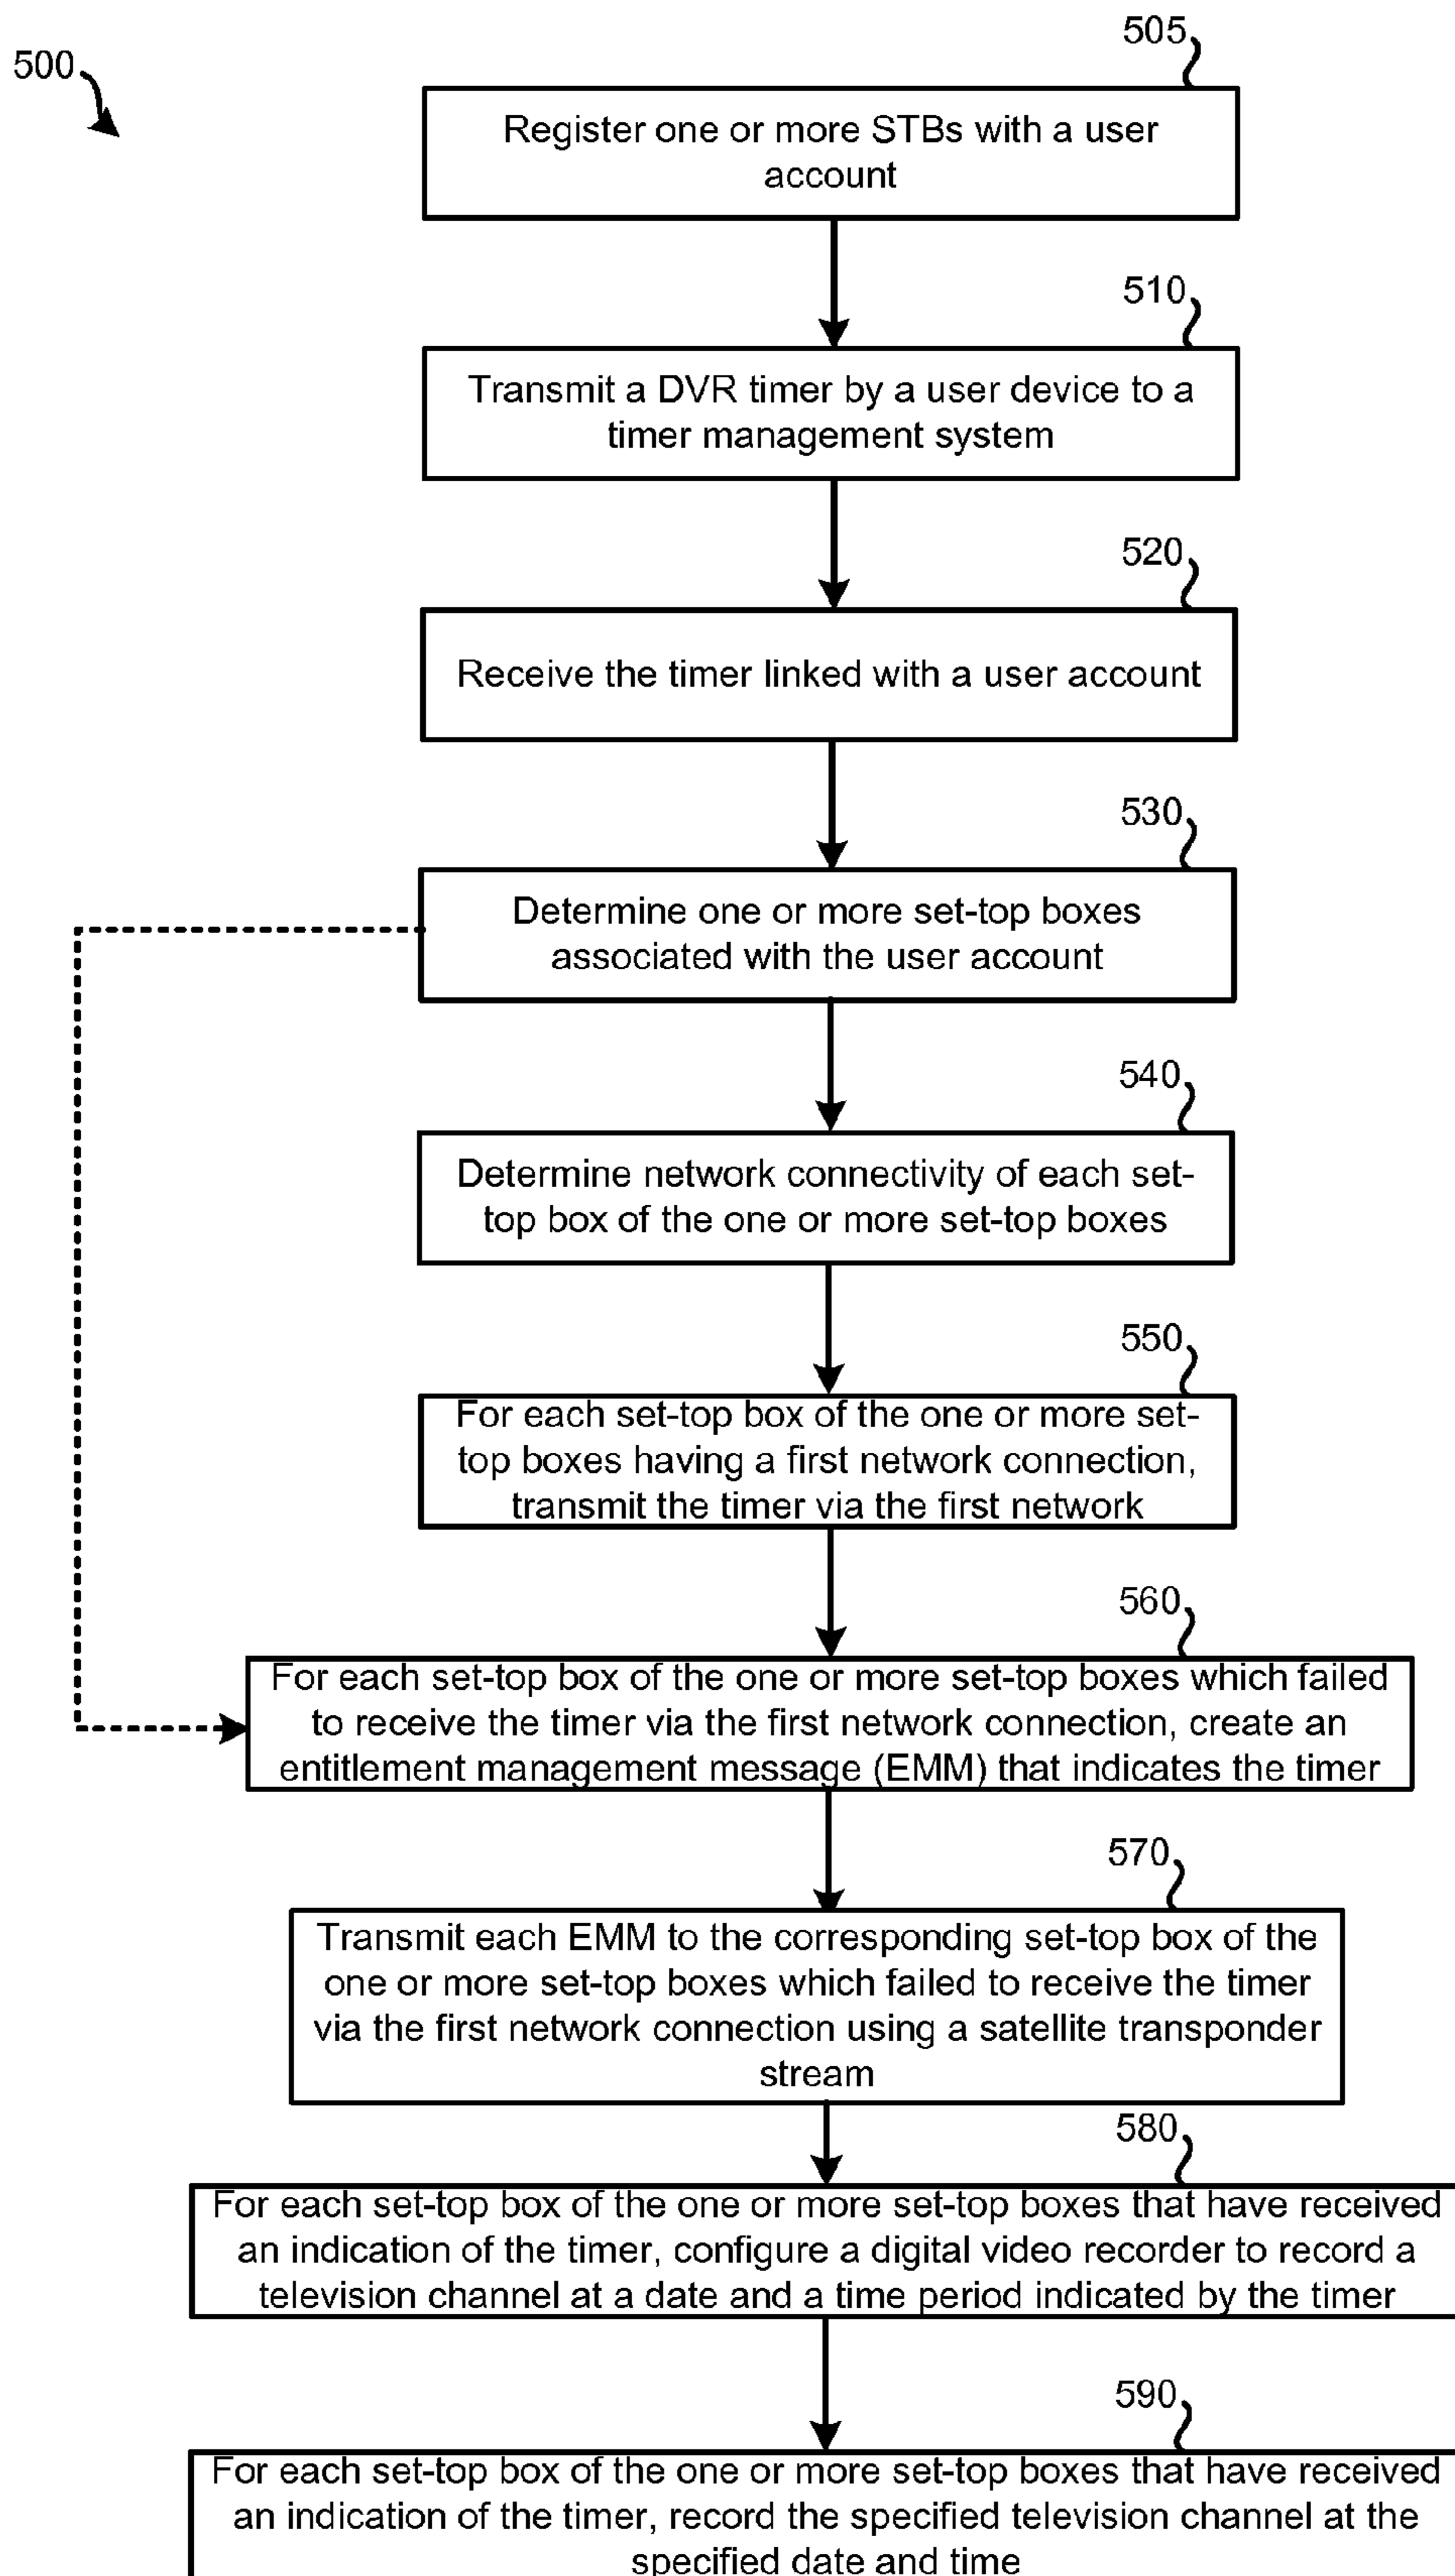 500
505
Register one or more STBs with a user
account
510
Transmit a DVR timer by a user device to a
timer management system
520
Receive the timer linked with a user account
530
Determine one or more set-top boxes
associated with the user account
540
Determine network connectivity of each set-
top box of the one or more set-top boxes
550
For each set-top box of the one or more set-
top boxes having a first network connection,
transmit the timer via the first network
560
For each set-top box of the one or more set-top boxes which failed
to receive the timer via the first network connection, create an
entitlement management message (EMM) that indicates the timer
570
Transmit each EMM to the corresponding set-top box of the
one or more set-top boxes which failed to receive the timer
via the first network connection using a satellite transponder
stream
580
For each set-top box of the one or more set-top boxes that have received
an indication of the timer, configure a digital video recorder to record a
television channel at a date and a time period indicated by the timer
590
For each set-top box of the one or more set-top boxes that have received
an indication of the timer, record the specified television channel at the
specified date and time